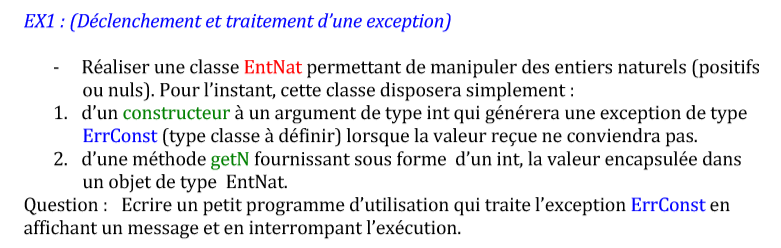 EX1 : (Déclenchement et traitement d'une exception)
- Réaliser une classe EntNat permettant de manipuler des entiers naturels (positifs
ou nuls). Pour l'instant, cette classe disposera simplement :
1. d'un constructeur à un argument de type int qui générera une exception de type
ErrConst (type classe à définir) lorsque la valeur reçue ne conviendra pas.
2. d'une méthode getN fournissant sous forme d'un int, la valeur encapsulée dans
un objet de type EntNat.
Question : Ecrire un petit programme d'utilisation qui traite l'exception ErrConst en
affichant un message et en interrompant l'exécution.